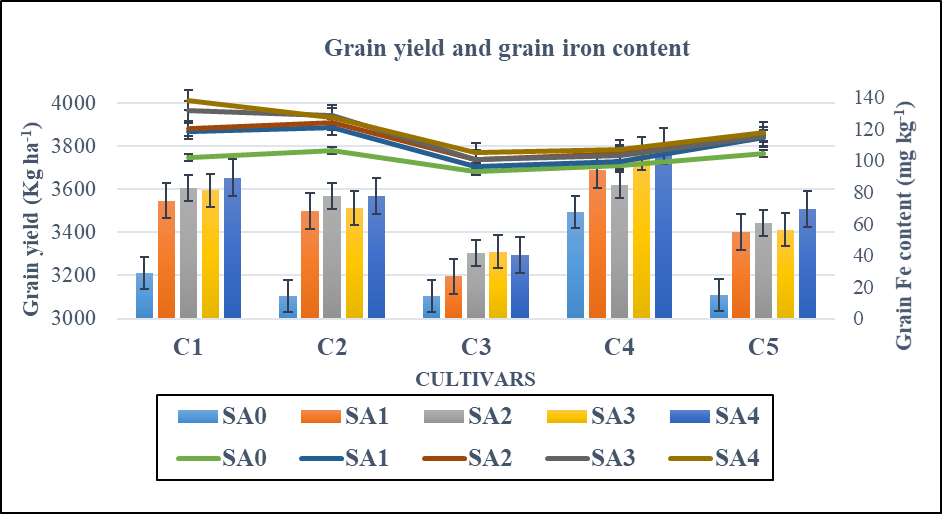 Grain yield and grain iron content
4000
3800
3600
3400
3200
3000
Grain yield (Kg ha⁻¹)
140
120
100
80
60
40
20
0
Grain Fe content (mg kg⁻¹)
C1 C2 C3 C4 C5
CULTIVARS
SA0 SA1 SA2 SA3 SA4
SA0 SA1 SA2 SA3 SA4